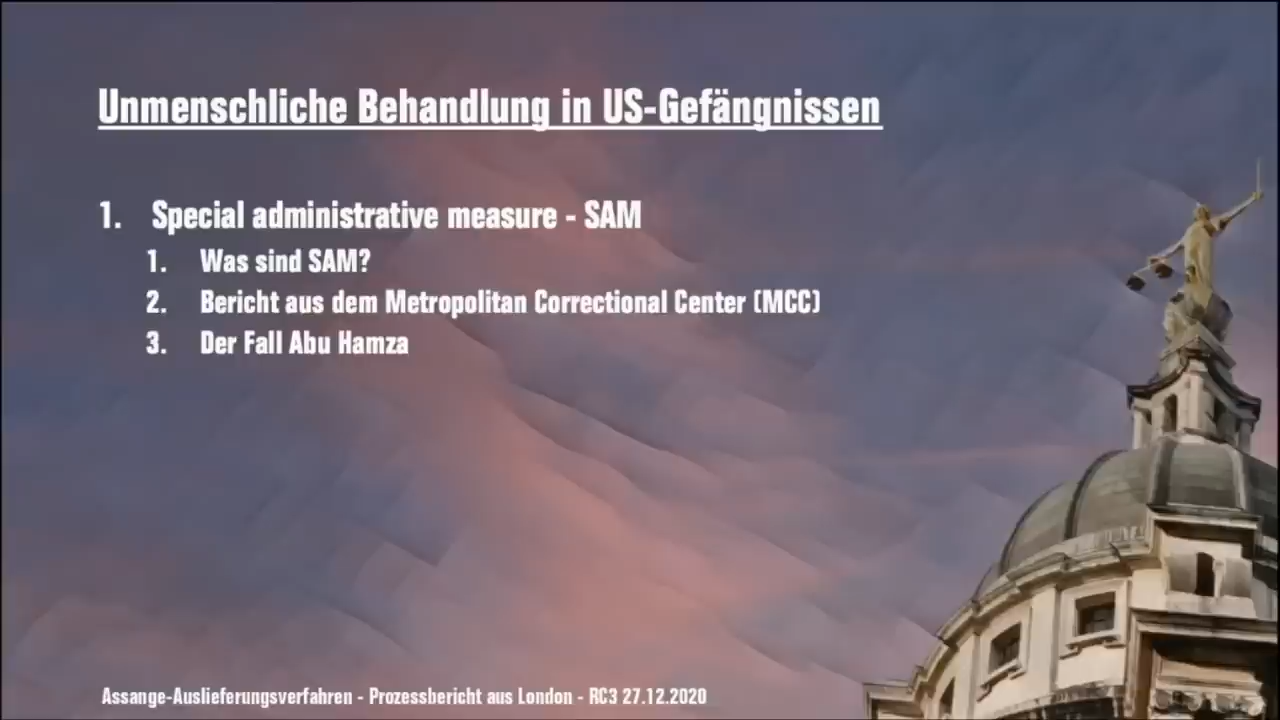 Unmenschliche Behandlung in US-Gefängnissen
1. Special administrative measure - SAM
1. Was sind SAM?
2. Bericht aus dem Metropolitan Correctional Center (MCC)
3. Der Fall Abu Hamza
Assange-Auslieferungsverfahren - Prozessbericht aus London - RC3 27.12.2020